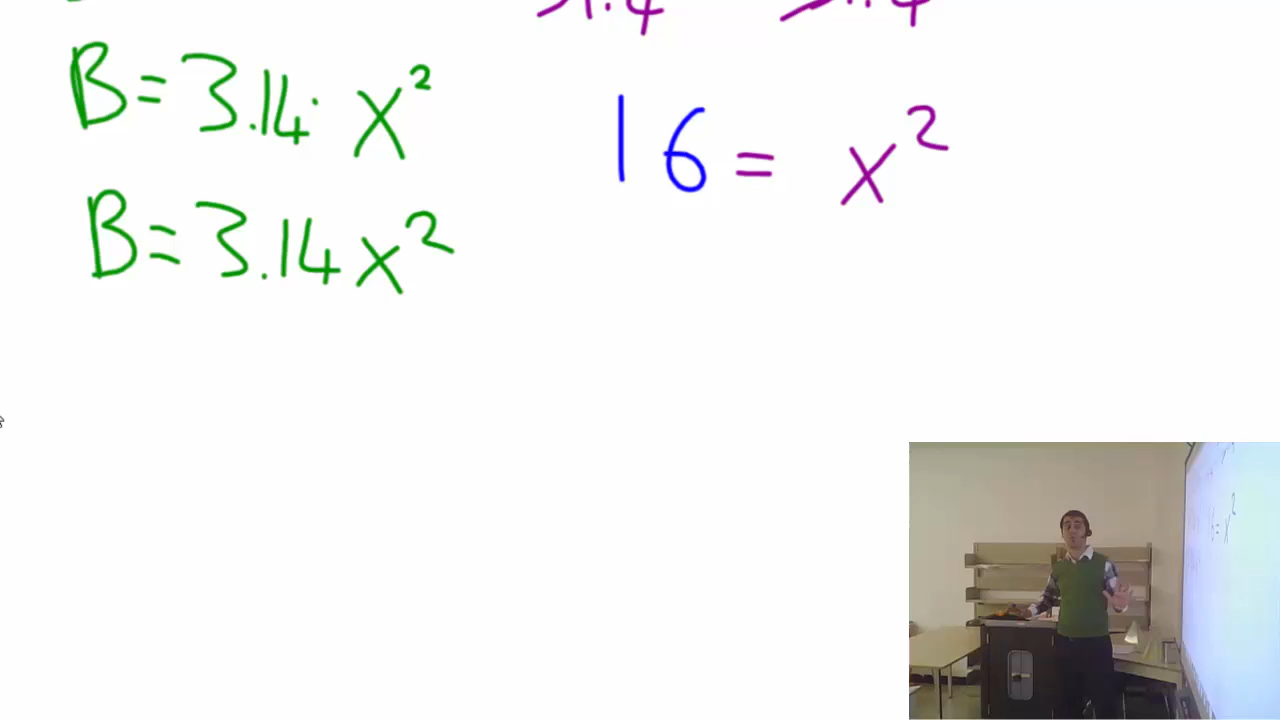 B = 3.14 · x²
B = 3.14x²
16 = x²